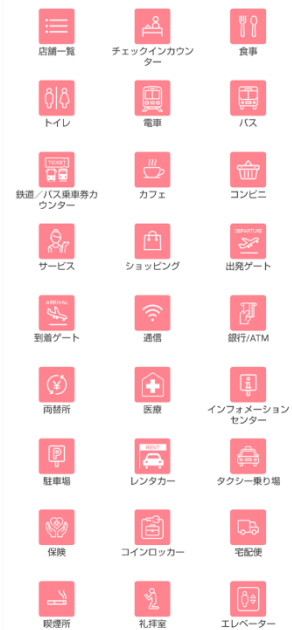 店舗一覧
チェックインカウン
ター
食事
トイレ
電車
バス
TICKET
鉄道／バス乗車券カ
ウンター
カフェ
コンビニ
サービス
ショッピング
DEPARTURE
出発ゲート
ARRIVAL
到着ゲート
通信
銀行/ATM
両替所
医療
インフォメーション
センター
P
駐車場
RENT
レンタカー
タクシー乗り場
保険
コインロッカー
宅配便
喫煙所
礼拝室
エレベーター